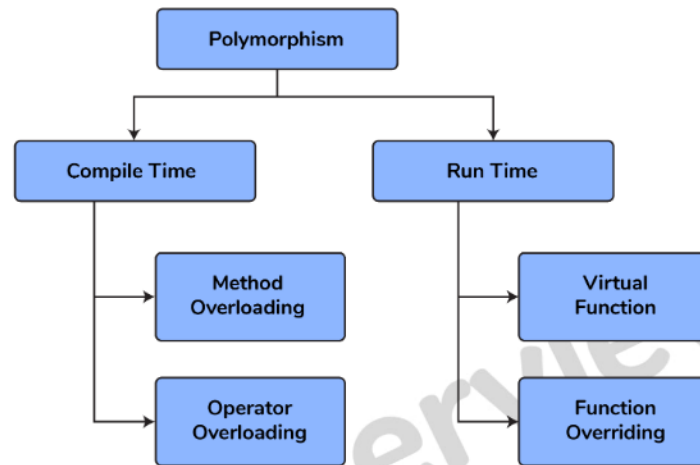 Polymorphism
Compile Time
Run Time
Method
Overloading
Virtual
Function
Operator
Overloading
Function
Overriding